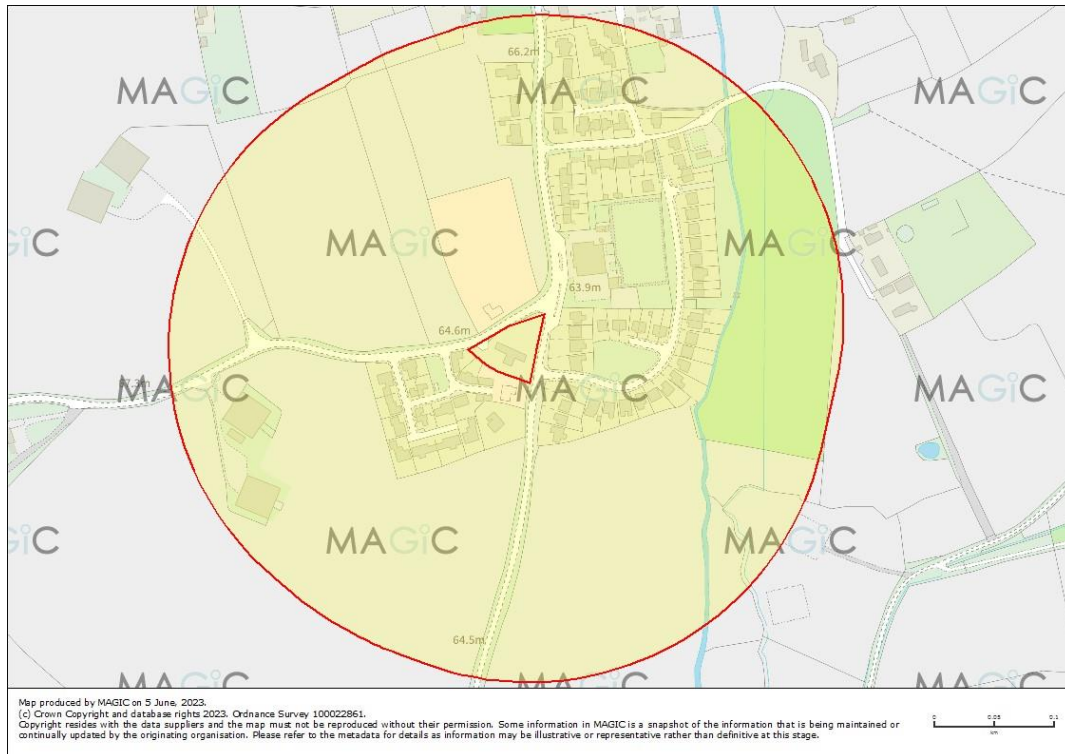 66.2m
MAGiC
MAGiC
MAGiC
GiC
MAGiC
MAGiC
63.9m
64.6m
MAGiC
MAGiC
MAGiC
GiC
MAGiC
MAGiC
64.5m
MAGiC
MAGiC
MAGiC
Map produced by MAGIC on 5 June, 2023.
(c) Crown Copyright and database rights 2023. Ordnance Survey 100022861.
Copyright resides with the data suppliers and the map must not be reproduced without their permission. Some information in MAGIC is a snapshot of the information that is being maintained or
continually updated by the originating organisation. Please refer to the metadata for details as information may be illustrative or representative rather than definitive at this stage.
0 0.05 0.1
km